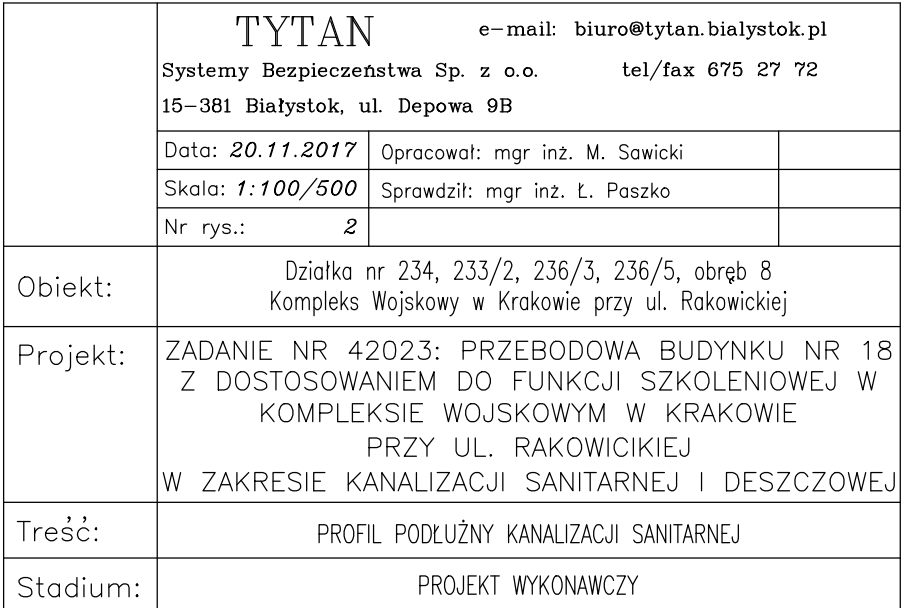 TYTAN e-mail: biuro@tytan.bialystok.pl
Systemy Bezpieczeństwa Sp. z o.o. tel/fax 675 27 72
15-381 Białystok, ul. Depowa 9B
Data: 20.11.2017 Opracował: mgr inż. M. Sawicki
Skala: 1:100/500 Sprawdził: mgr inż. Ł. Paszko
Nr rys.: 2
Obiekt: Działka nr 234, 233/2, 236/3, 236/5, obręb 8
Kompleks Wojskowy w Krakowie przy ul. Rakowickiej
Projekt: ZADANIE NR 42023: PRZEBODOWA BUDYNKU NR 18
Z DOSTOSOWANIEM DO FUNKCJI SZKOLENIOWEJ W
KOMPLEKSIE WOJSKOWYM W KRAKOWIE
PRZY UL. RAKOWICIKIEJ
W ZAKRESIE KANALIZACJI SANITARNEJ I DESZCZOWEJ
Treść: PROFIL PODŁUŻNY KANALIZACJI SANITARNEJ
Stadium: PROJEKT WYKONAWCZY